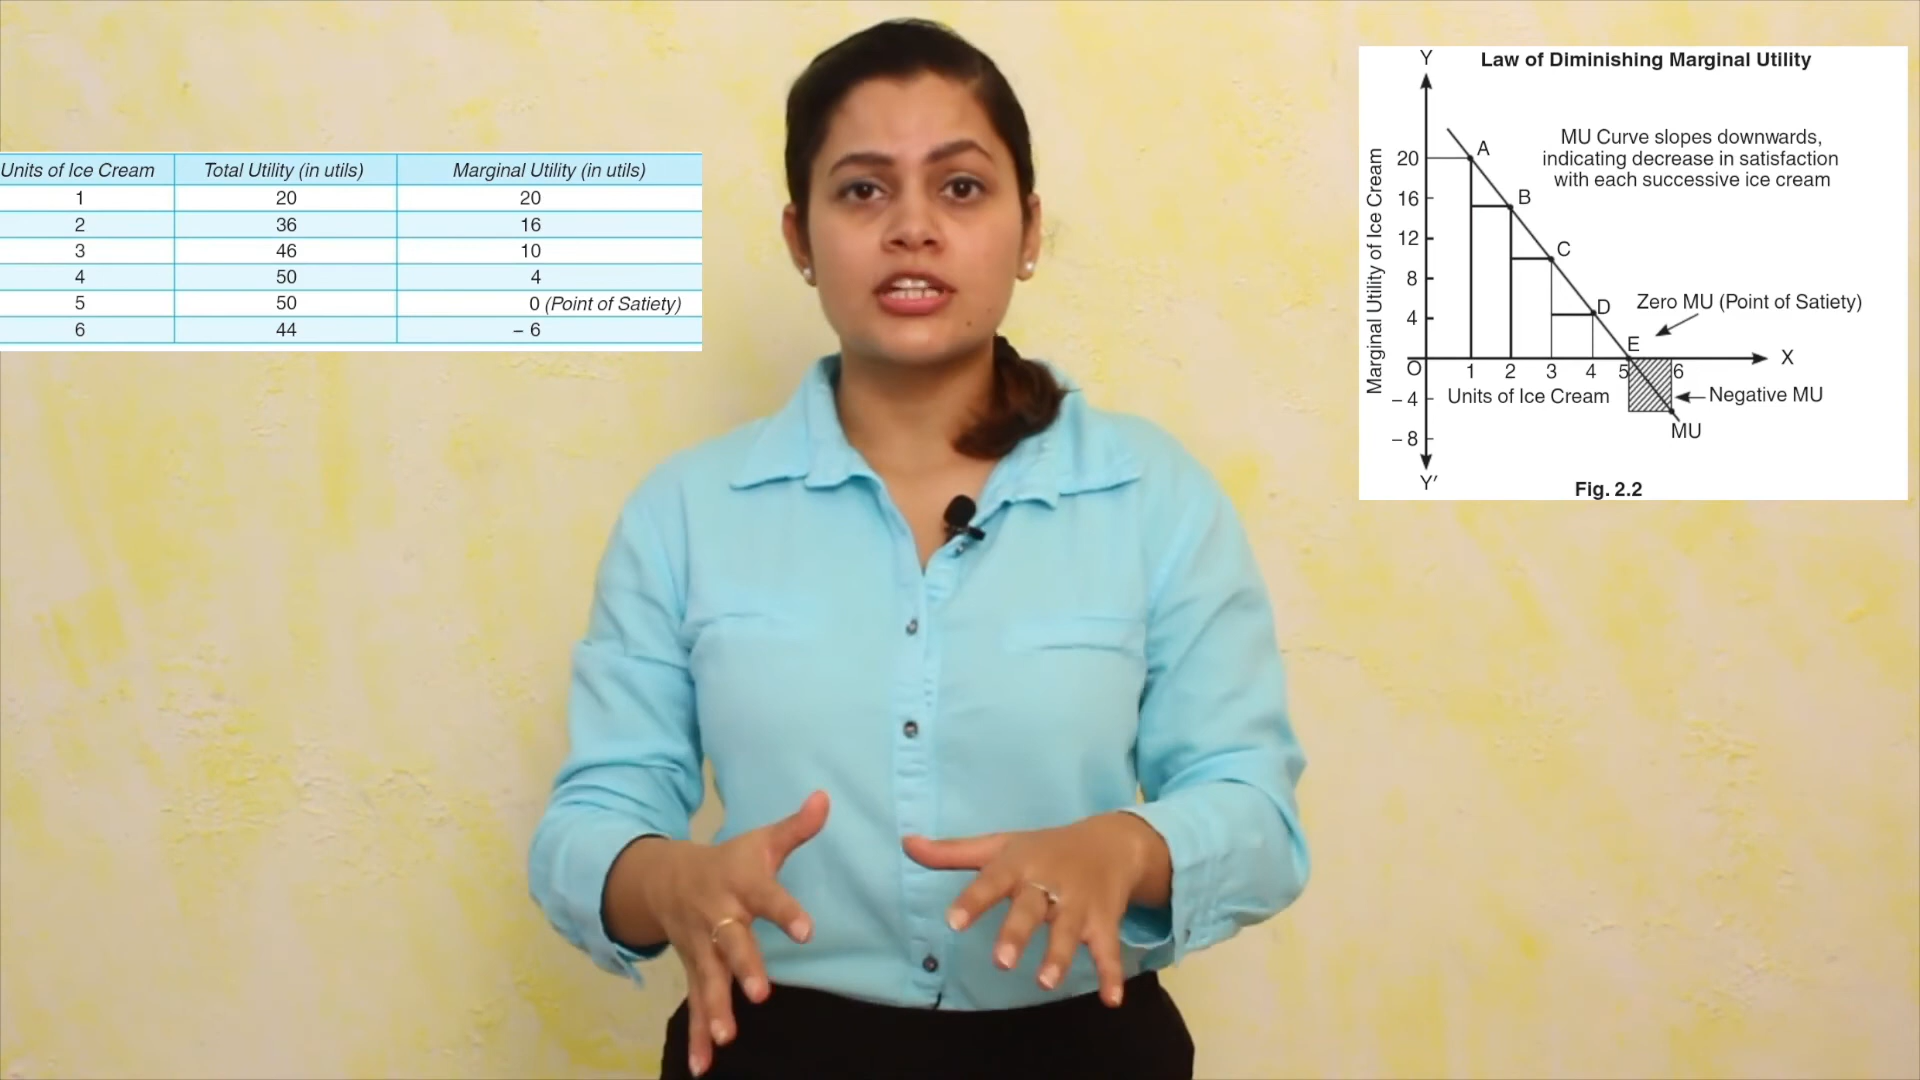 Units of Ice Cream Total Utility (in utils) Marginal Utility (in utils)
1 20 20
2 36 16
3 46 10
4 50 4
5 50 0 (Point of Satiety)
6 44 – 6
Y Law of Diminishing Marginal Utility
MU Curve slopes downwards,
indicating decrease in satisfaction
with each successive ice cream
Marginal Utility of Ice Cream
20 A
16 B
12 C
8
4 D Zero MU (Point of Satiety)
E
O 1 2 3 4 5 6 X
– 4 Units of Ice Cream Negative MU
– 8 MU
Y′
Fig. 2.2